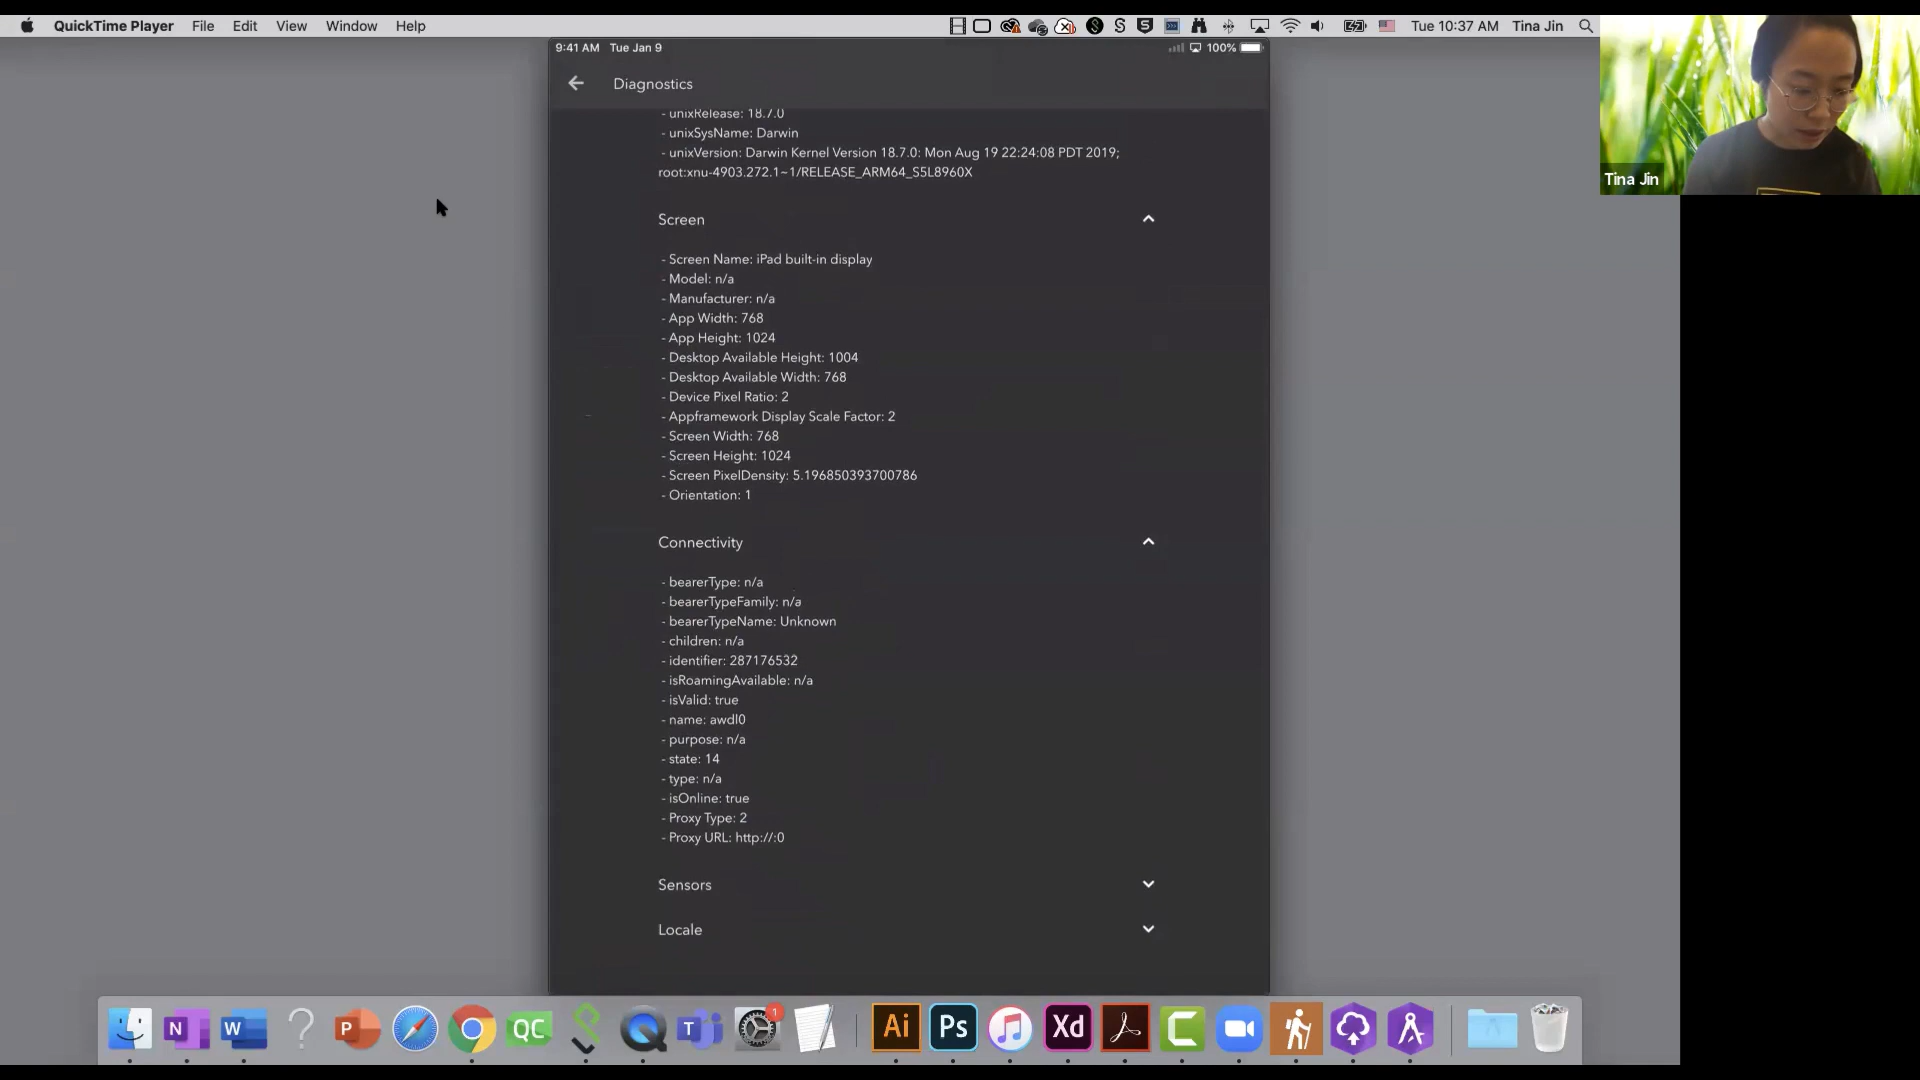 QuickTime Player File Edit View Window Help Tue 10:37 AM Tina Jin
9:41 AM Tue Jan 9 100%
Diagnostics
- unixRelease: 18.7.0
- unixSysName: Darwin
- unixVersion: Darwin Kernel Version 18.7.0: Mon Aug 19 22:24:08 PDT 2019;
root:xnu-4903.272.1~1/RELEASE_ARM64_S5L8960X
Tina Jin
Screen
- Screen Name: iPad built-in display
- Model: n/a
- Manufacturer: n/a
- App Width: 768
- App Height: 1024
- Desktop Available Height: 1004
- Desktop Available Width: 768
- Device Pixel Ratio: 2
- Appframework Display Scale Factor: 2
- Screen Width: 768
- Screen Height: 1024
- Screen PixelDensity: 5.196850393700786
- Orientation: 1
Connectivity
- bearerType: n/a
- bearerTypeFamily: n/a
- bearerTypeName: Unknown
- children: n/a
- identifier: 287176532
- isRoamingAvailable: n/a
- isValid: true
- name: awdl0
- purpose: n/a
- state: 14
- type: n/a
- isOnline: true
- Proxy Type: 2
- Proxy URL: http://:0
Sensors
Locale
N W ? P QC T 1 Ai Ps Xd